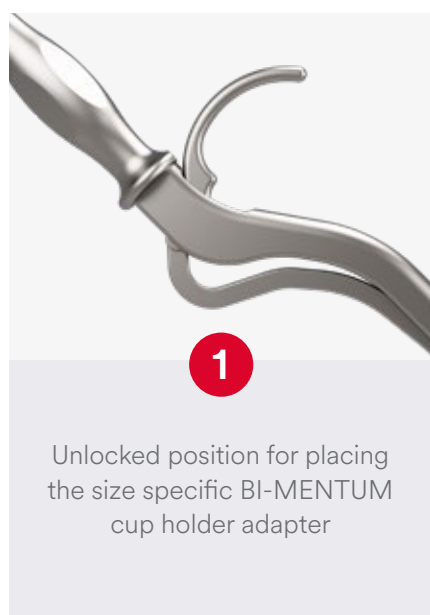 1
Unlocked position for placing
the size specific BI-MENTUM
cup holder adapter